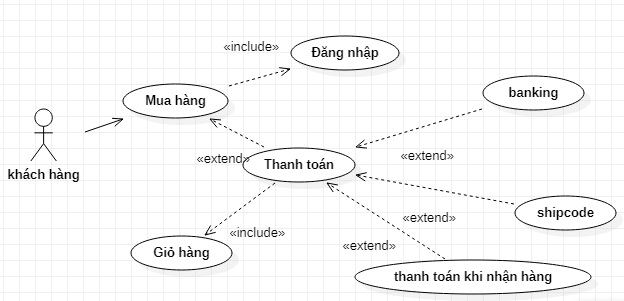 «include»
Đăng nhập
Mua hàng
banking
khách hàng
«extend»
Thanh toán
«extend»
shipcode
«extend»
«include»
«extend»
Giỏ hàng
thanh toán khi nhận hàng